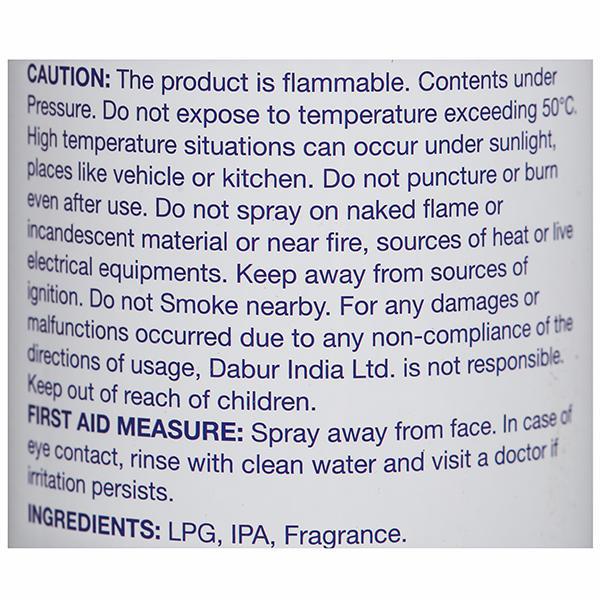 CAUTION: The product is flammable. Contents under
Pressure. Do not expose to temperature exceeding 50°C.
High temperature situations can occur under sunlight,
places like vehicle or kitchen. Do not puncture or burn
even after use. Do not spray on naked flame or
incandescent material or near fire, sources of heat or live
electrical equipments. Keep away from sources of
ignition. Do not Smoke nearby. For any damages or
malfunctions occurred due to any non-compliance of the
directions of usage, Dabur India Ltd. is not responsible.
Keep out of reach of children.
FIRST AID MEASURE: Spray away from face. In case of
eye contact, rinse with clean water and visit a doctor if
irritation persists.
INGREDIENTS: LPG, IPA, Fragrance.